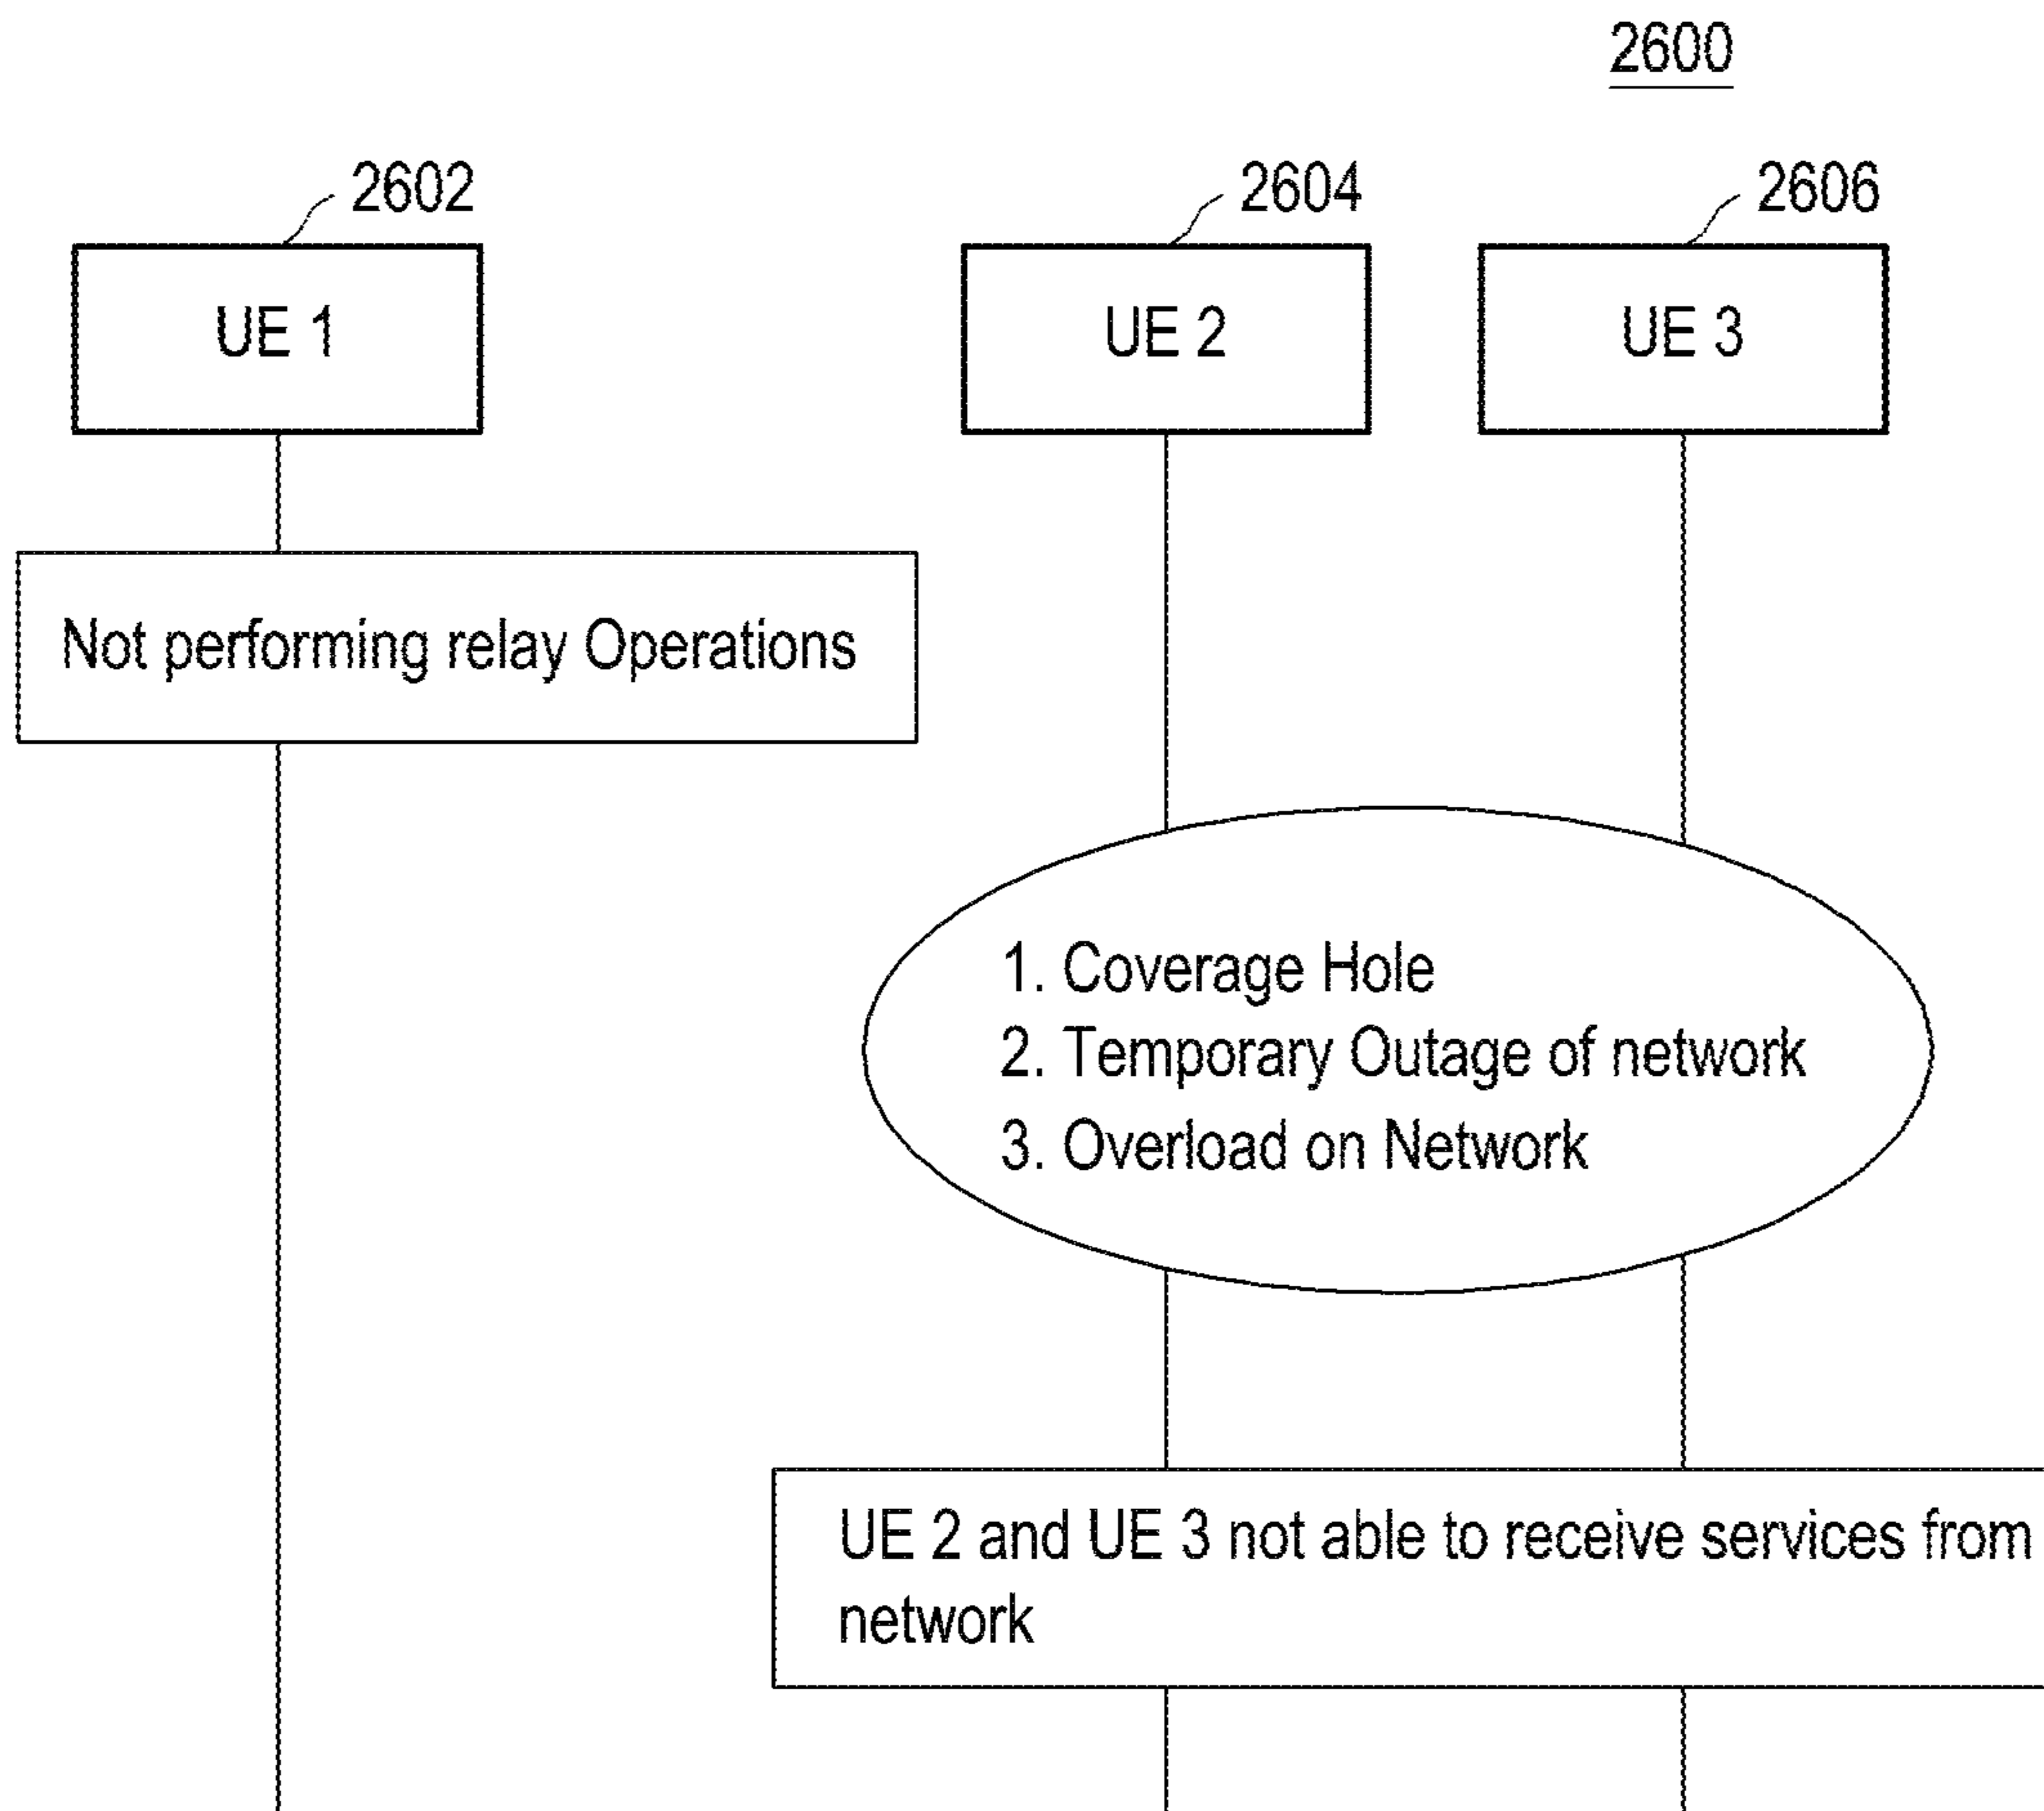 2600
2602
2604
2606
UE 1
UE 2
UE 3
Not performing relay Operations
1. Coverage Hole
2. Temporary Outage of network
3. Overload on Network
UE 2 and UE 3 not able to receive services from
network